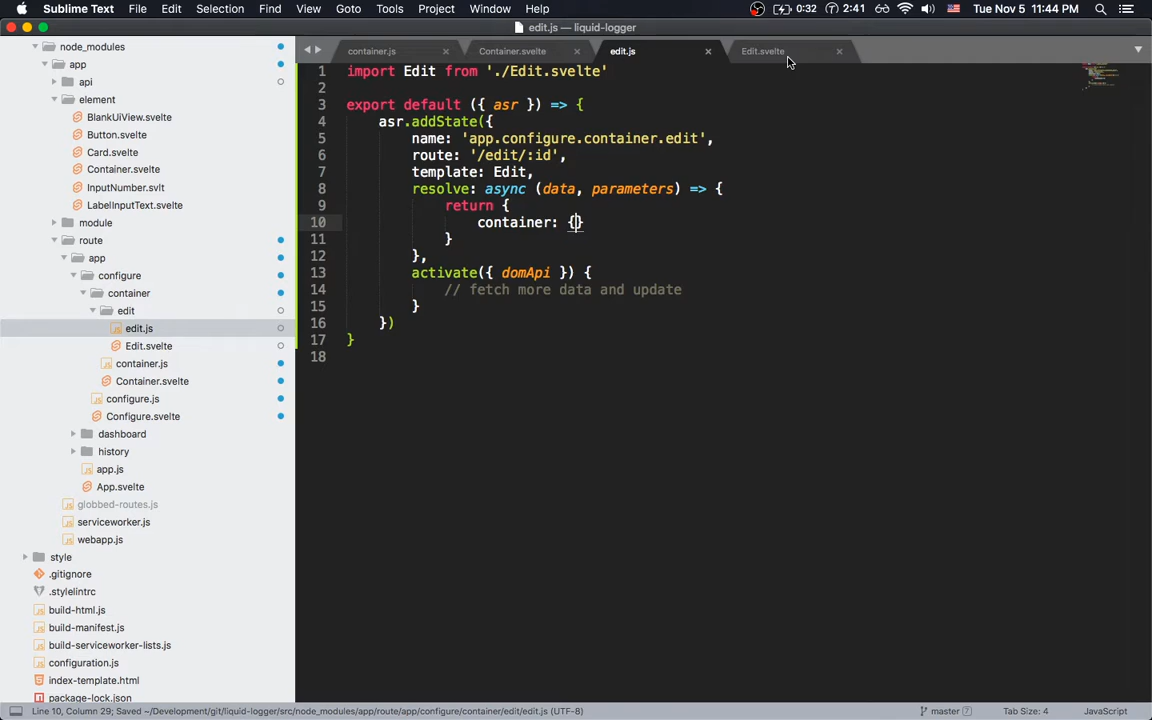 Sublime Text File Edit Selection Find View Goto Tools Project Window Help 0:32 2:41 Tue Nov 5 11:44 PM
edit.js — liquid-logger
container.js × Container.svelte × edit.js × Edit.svelte ×
node_modules
app
api
element
BlankUiView.svelte
Button.svelte
Card.svelte
Container.svelte
InputNumber.svlt
LabelInputText.svelte
module
route
app
configure
container
edit
edit.js
Edit.svelte
container.js
Container.svelte
configure.js
Configure.svelte
dashboard
history
app.js
App.svelte
globbed-routes.js
serviceworker.js
webapp.js
style
.gitignore
.stylelintrc
build-html.js
build-manifest.js
build-serviceworker-lists.js
configuration.js
index-template.html
package-lock.json
1 import Edit from './Edit.svelte'
2
3 export default ({ asr }) => {
4 asr.addState({
5 name: 'app.configure.container.edit',
6 route: '/edit/:id',
7 template: Edit,
8 resolve: async (data, parameters) => {
9 return {
10 container: {}
11 }
12 },
13 activate({ domApi }) {
14 // fetch more data and update
15 }
16 })
17 }
18
Line 10, Column 29; Saved ~/Development/git/liquid-logger/src/node_modules/app/route/app/configure/container/edit/edit.js (UTF-8) master 7 Tab Size: 4 JavaScript